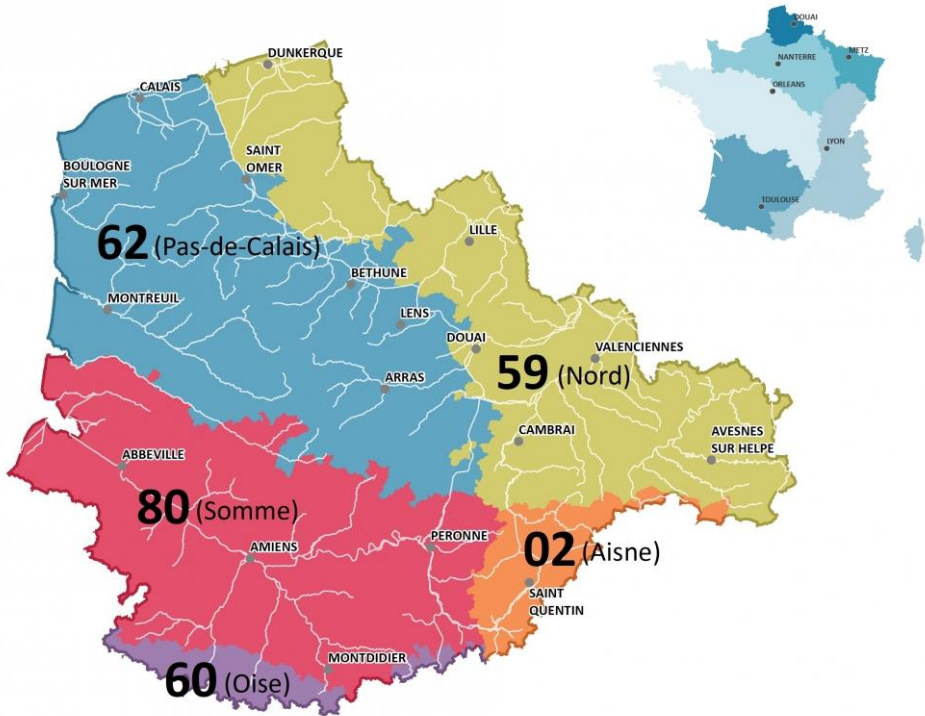 DUNKERQUE
CALAIS
SAINT
OMER
BOULOGNE
SUR MER
LILLE
62 (Pas-de-Calais)
BETHUNE
MONTREUIL
LENS
DOUAI
VALENCIENNES
59 (Nord)
ARRAS
CAMBRAI
AVESNES
SUR HELPE
ABBEVILLE
80 (Somme)
PERONNE
AMIENS
02 (Aisne)
SAINT
QUENTIN
MONTDIDIER
60 (Oise)
DOUAI
METZ
NANTERRE
ORLEANS
LYON
TOULOUSE